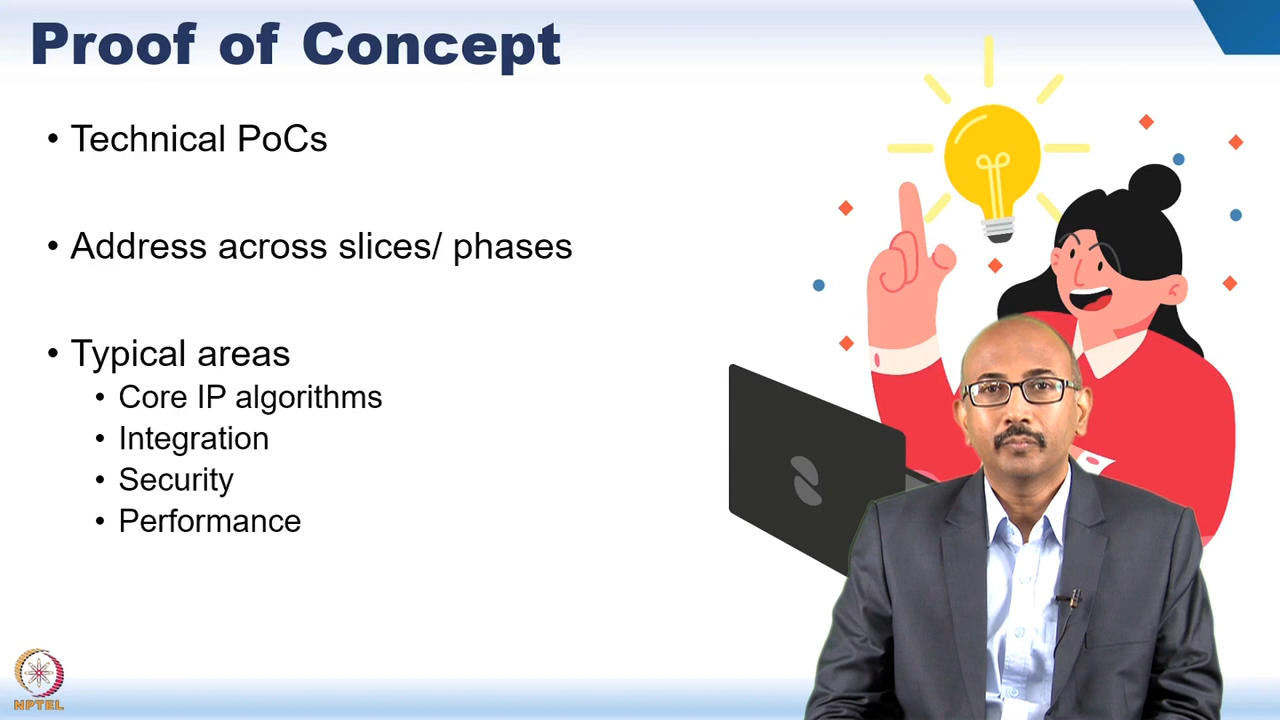 Proof of Concept
• Technical PoCs
• Address across slices/ phases
• Typical areas
• Core IP algorithms
• Integration
• Security
• Performance
NPTEL